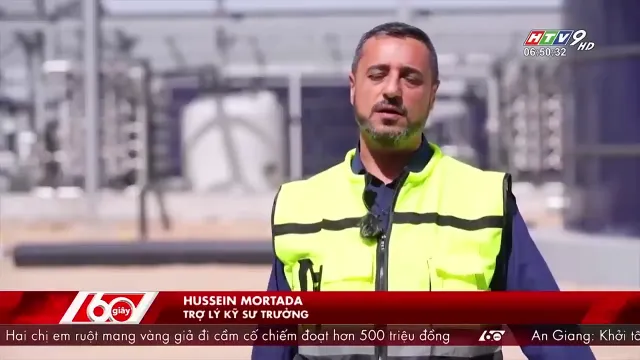 HTV9 HD
06:50:32
HUSSEIN MORTADA
TRỢ LÝ KỸ SƯ TRƯỞNG
60 giây
Hai chị em ruột mang vàng giả đi cầm cố chiếm đoạt hơn 500 triệu đồng 60 An Giang: Khởi tố